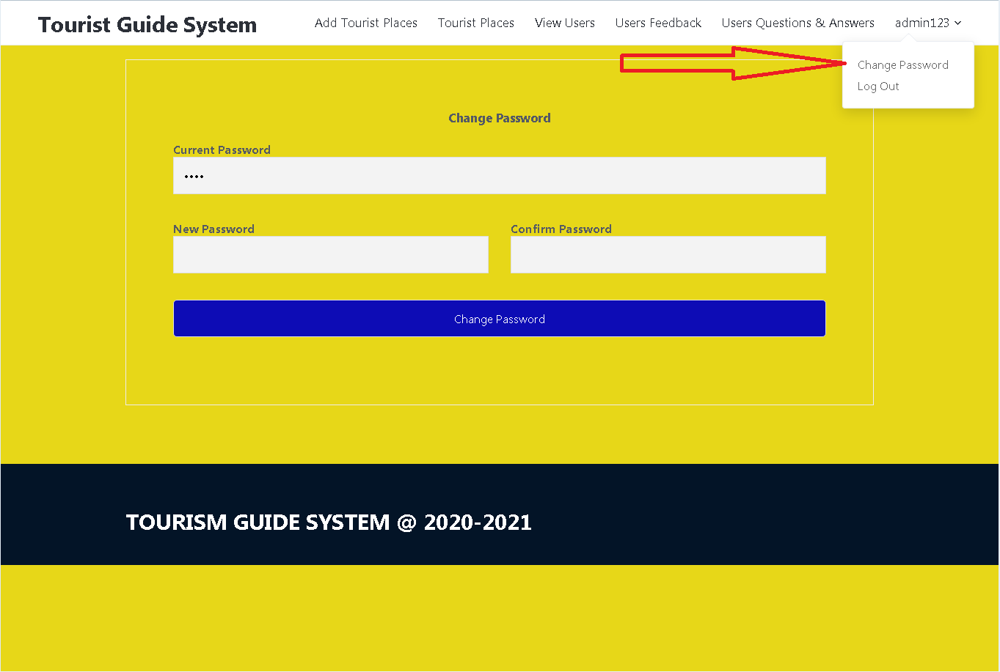 Tourist Guide System
Add Tourist Places Tourist Places View Users Users Feedback Users Questions & Answers admin123
Change Password
Log Out
Change Password
Current Password
••••
New Password Confirm Password
Change Password
TOURISM GUIDE SYSTEM @ 2020-2021